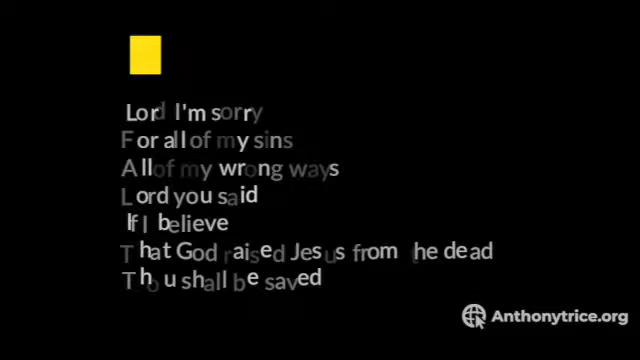 Lord I'm sorry
For all of my sins
All of my wrong ways
Lord you said
If I believe
That God raised Jesus from the dead
Thou shall be saved
Anthonytrice.org